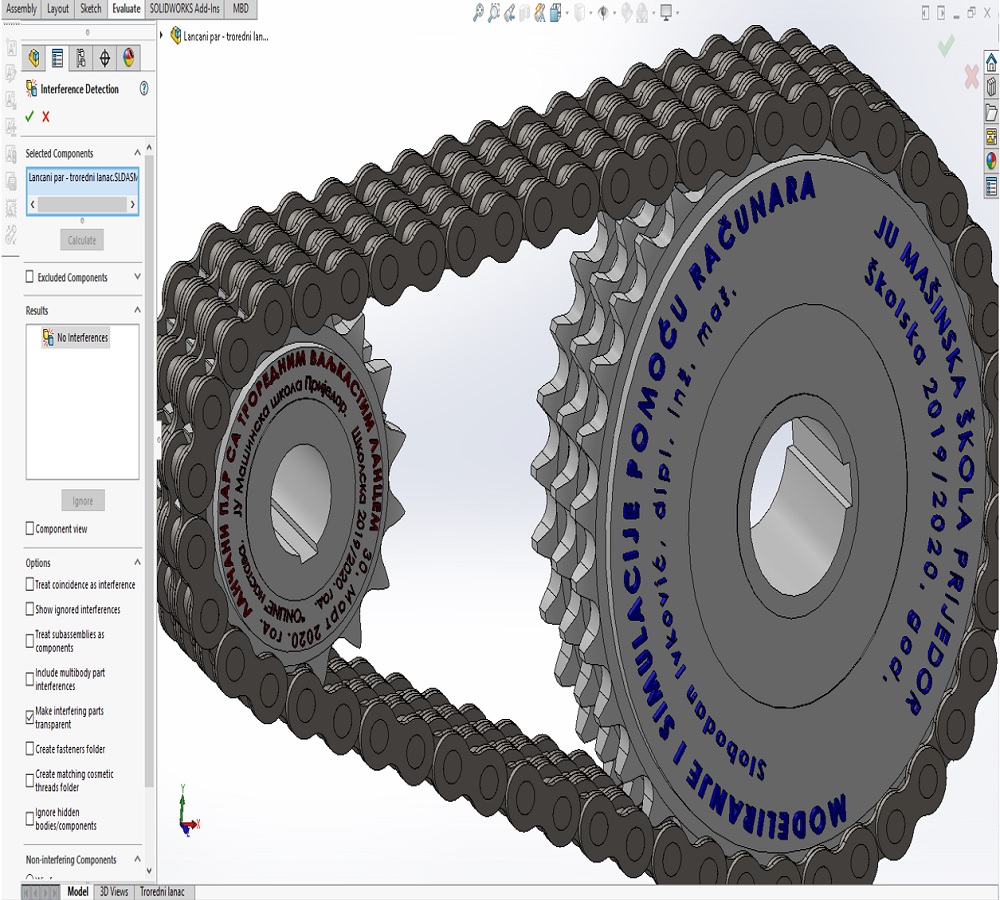 Assembly Layout Sketch Evaluate SOLIDWORKS Add-Ins MBD
Lancani par - troredni lan...
Interference Detection
Selected Components
Lancani par - troredni lanac.SLDASM
Calculate
Excluded Components
Results
No Interferences
Ignore
Component view
Options
Treat coincidence as interference
Show ignored interferences
Treat subassemblies as
components
Include multibody part
interferences
Make interfering parts
transparent
Create fasteners folder
Create matching cosmetic
threads folder
Ignore hidden
bodies/components
Non-interfering Components
Model 3D Views Troredni lanac
ЛАНЧАНИ ПАР СА ТРОРЕДНИМ ВАЉКАСТИМ ЛАНЦЕМ
ЈУ Машинска школа Приједор. Школска 2019/2020. год.
"ONLINE" настава. 30. Март 2020. год.
MODELIRANJE I SIMULACIJE POMOĆU RAČUNARA
Slobodan Lvkovic, dipl. inž. maš.
JU MAŠINSKA ŠKOLA PRIJEDOR
Školska 2019/2020. god.
Y
X